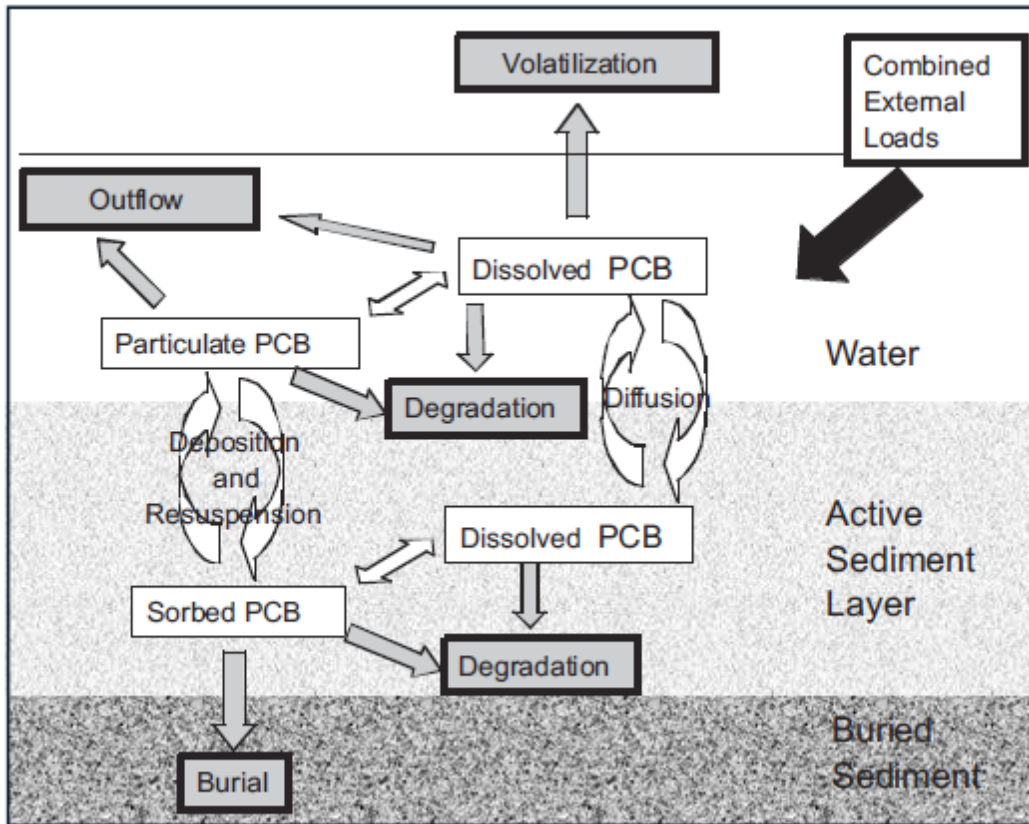 Volatilization
Combined
External
Loads
Outflow
Dissolved PCB
Particulate PCB
Water
Degradation
Diffusion
Deposition
and
Resuspension
Active
Sediment
Layer
Dissolved PCB
Sorbed PCB
Degradation
Buried
Sediment
Burial